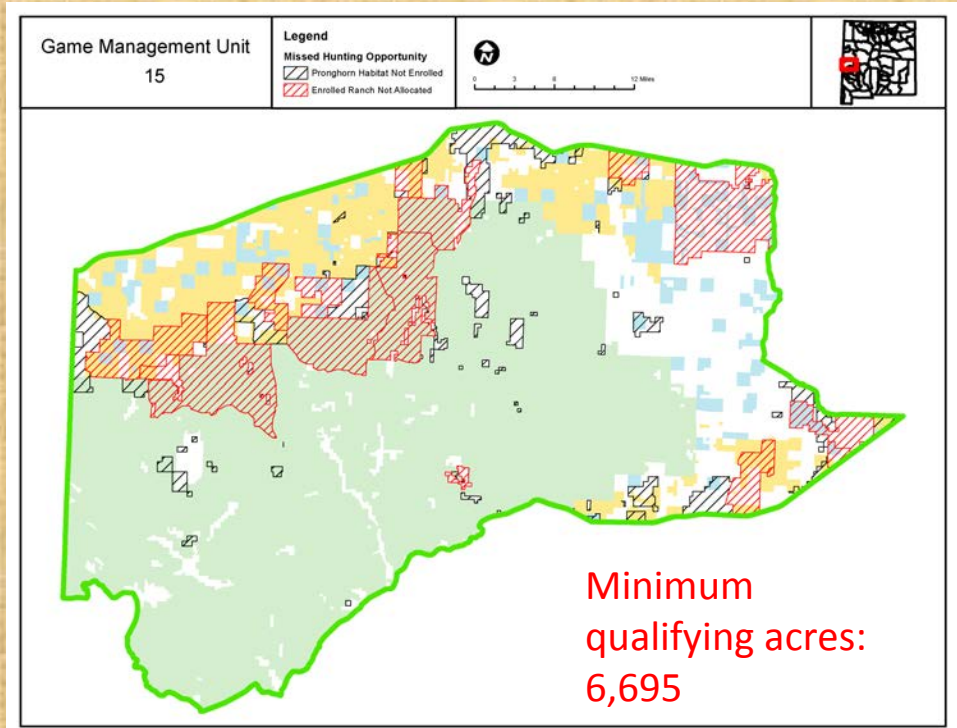 Game Management Unit
15
Legend
Missed Hunting Opportunity
Pronghorn Habitat Not Enrolled
Enrolled Ranch Not Allocated
N
0 3 6 12 Miles
Minimum
qualifying acres:
6,695